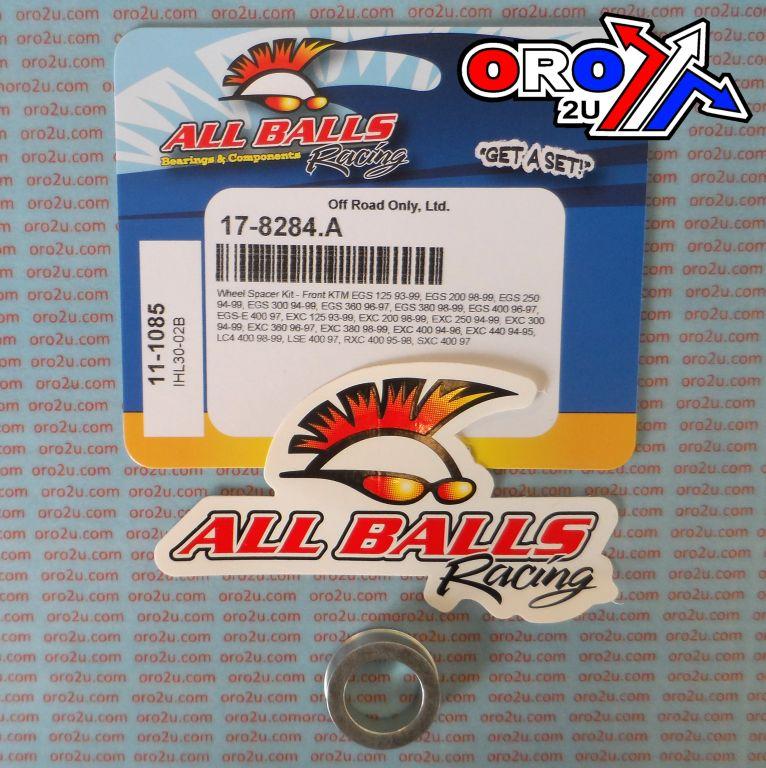 ORO
2U
ALL BALLS
Bearings & Components
Racing
"GET A SET!"
Off Road Only, Ltd.
17-8284.A
Wheel Spacer Kit - Front KTM EGS 125 93-99, EGS 200 98-99, EGS 250
94-99, EGS 300 94-99, EGS 360 96-97, EGS 380 98-99, EGS 400 96-97,
EGS-E 400 97, EXC 125 93-99, EXC 200 98-99, EXC 250 94-99, EXC 300
94-99, EXC 360 96-97, EXC 380 98-99, EXC 400 94-96, EXC 440 94-95,
LC4 400 98-99, LSE 400 97, RXC 400 95-98, SXC 400 97
11-1085
IHL30-02B
ALL BALLS
Racing
oro2u.com